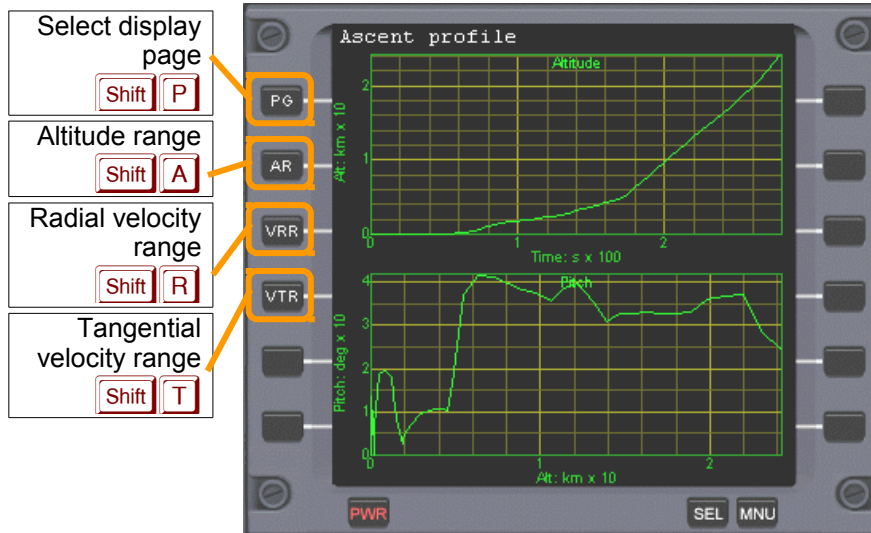 Select display
page
Shift P
Altitude range
Shift A
Radial velocity
range
Shift R
Tangential
velocity range
Shift T
PG
AR
VRR
VTR
Ascent profile
Altitude
2
1
0
Alt: km x 10
0 1 2
Time: s x 100
Pitch
4
3
2
1
0
Pitch: deg x 10
0 1 2
Alt: km x 10
PWR SEL MNU